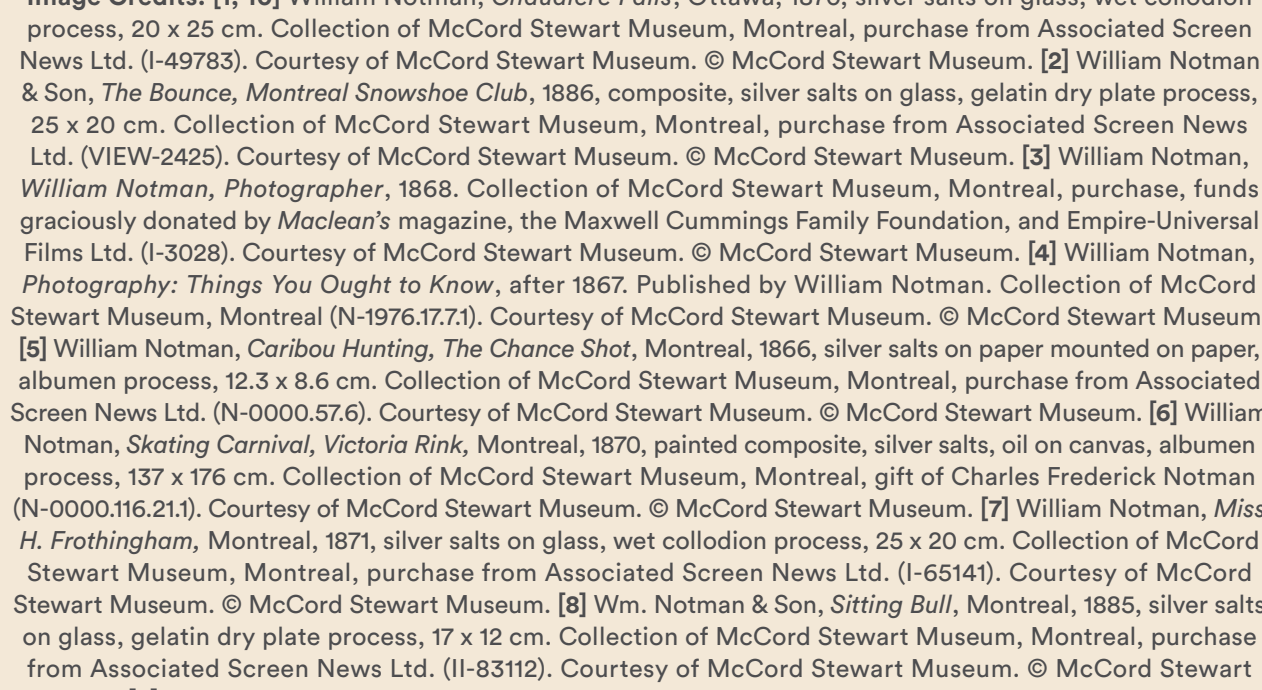 Image Credits: [1, 10] William Notman, Chaudière Falls, Ottawa, 1870, silver salts on glass, wet collodion
process, 20 x 25 cm. Collection of McCord Stewart Museum, Montreal, purchase from Associated Screen
News Ltd. (I-49783). Courtesy of McCord Stewart Museum. © McCord Stewart Museum. [2] William Notman
& Son, The Bounce, Montreal Snowshoe Club, 1886, composite, silver salts on glass, gelatin dry plate process,
25 x 20 cm. Collection of McCord Stewart Museum, Montreal, purchase from Associated Screen News
Ltd. (VIEW-2425). Courtesy of McCord Stewart Museum. © McCord Stewart Museum. [3] William Notman,
William Notman, Photographer, 1868. Collection of McCord Stewart Museum, Montreal, purchase, funds
graciously donated by Maclean’s magazine, the Maxwell Cummings Family Foundation, and Empire-Universal
Films Ltd. (I-3028). Courtesy of McCord Stewart Museum. © McCord Stewart Museum. [4] William Notman,
Photography: Things You Ought to Know, after 1867. Published by William Notman. Collection of McCord
Stewart Museum, Montreal (N-1976.17.7.1). Courtesy of McCord Stewart Museum. © McCord Stewart Museum
[5] William Notman, Caribou Hunting, The Chance Shot, Montreal, 1866, silver salts on paper mounted on paper,
albumen process, 12.3 x 8.6 cm. Collection of McCord Stewart Museum, Montreal, purchase from Associated
Screen News Ltd. (N-0000.57.6). Courtesy of McCord Stewart Museum. © McCord Stewart Museum. [6] William
Notman, Skating Carnival, Victoria Rink, Montreal, 1870, painted composite, silver salts, oil on canvas, albumen
process, 137 x 176 cm. Collection of McCord Stewart Museum, Montreal, gift of Charles Frederick Notman
(N-0000.116.21.1). Courtesy of McCord Stewart Museum. © McCord Stewart Museum. [7] William Notman, Miss
H. Frothingham, Montreal, 1871, silver salts on glass, wet collodion process, 25 x 20 cm. Collection of McCord
Stewart Museum, Montreal, purchase from Associated Screen News Ltd. (I-65141). Courtesy of McCord
Stewart Museum. © McCord Stewart Museum. [8] Wm. Notman & Son, Sitting Bull, Montreal, 1885, silver salts
on glass, gelatin dry plate process, 17 x 12 cm. Collection of McCord Stewart Museum, Montreal, purchase
from Associated Screen News Ltd. (II-83112). Courtesy of McCord Stewart Museum. © McCord Stewart